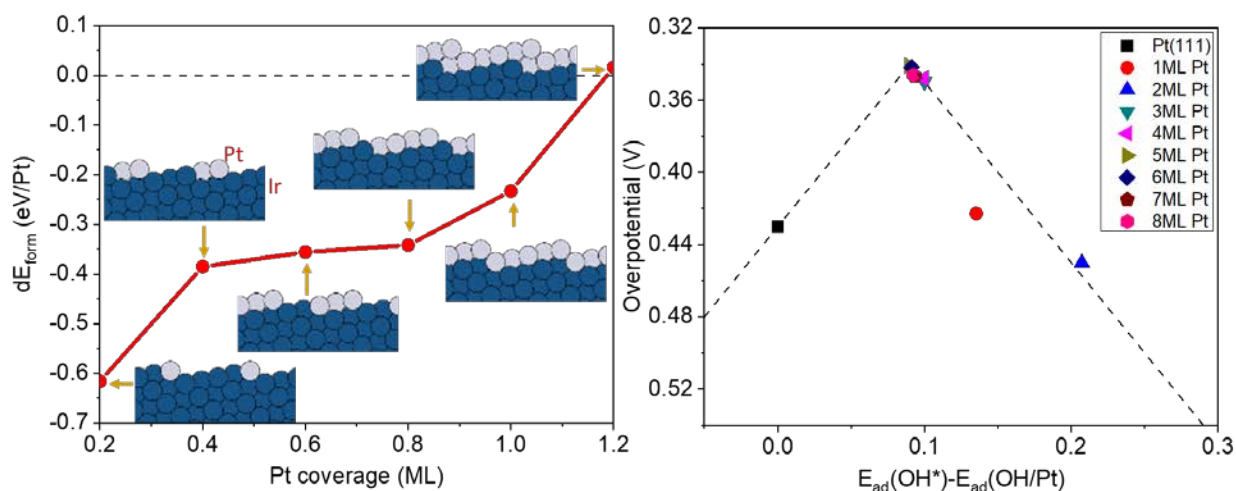 0.1
0.0
-0.1
-0.2
-0.3
-0.4
-0.5
-0.6
-0.7
dE_form (eV/Pt)
Pt
Ir
0.2 0.4 0.6 0.8 1.0 1.2
Pt coverage (ML)
0.32
0.36
0.40
0.44
0.48
0.52
Overpotential (V)
Pt(111)
1ML Pt
2ML Pt
3ML Pt
4ML Pt
5ML Pt
6ML Pt
7ML Pt
8ML Pt
0.0 0.1 0.2 0.3
E_ad(OH*)-E_ad(OH/Pt)